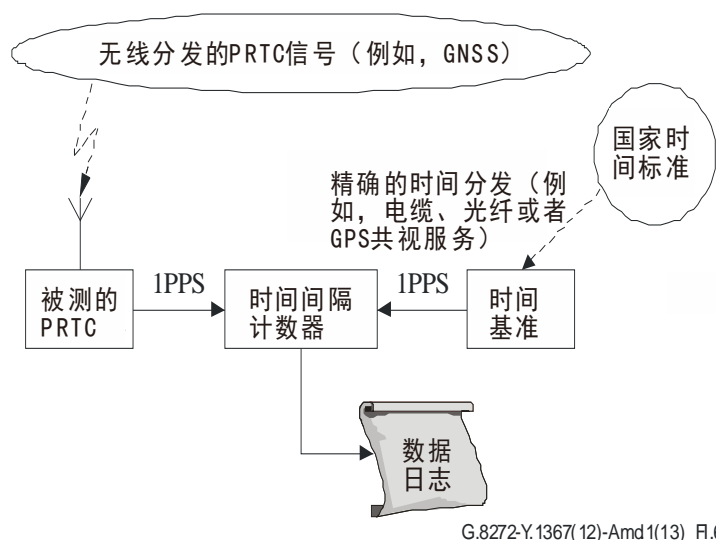 无线分发的PRTC信号（例如，GNSS）
国家时
间标准
精确的时间分发（例
如，电缆、光纤或者
GPS共视服务）
被测的
PRTC
1PPS
时间间隔
计数器
1PPS
时间
基准
数据
日志
G.8272-Y.1367(12)-Amd1(13)